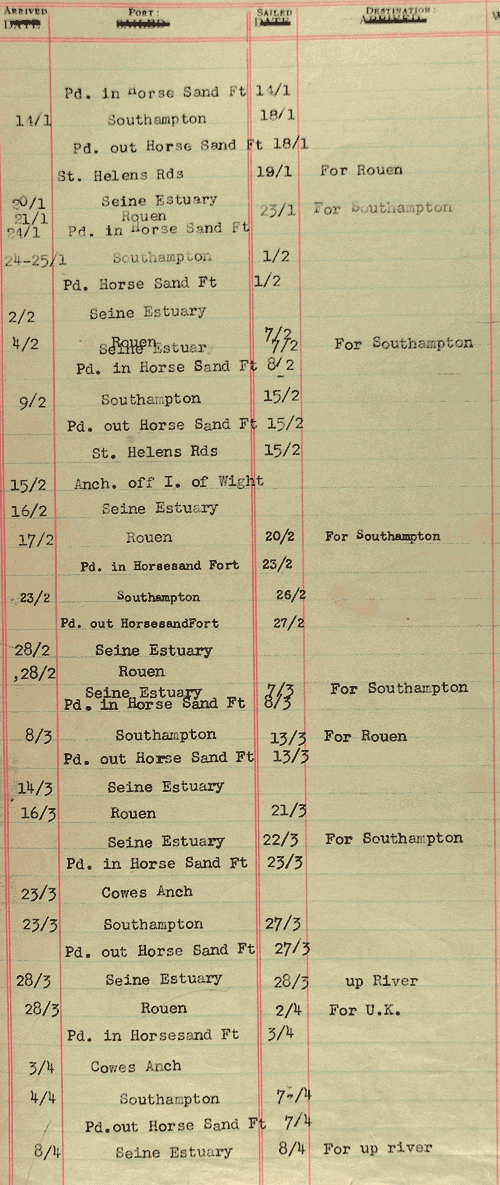 ARRIVED DATE PORT: SAILED SAILED DATE DESTINATION: ARRIVED W
Pd. in Horse Sand Ft 14/1
14/1 Southampton 18/1
Pd. out Horse Sand Ft 18/1
St. Helens Rds 19/1 For Rouen
20/1 Seine Estuary
21/1 Rouen 23/1 For Southampton
24/1 Pd. in Horse Sand Ft
24-25/1 Southampton 1/2
Pd. Horse Sand Ft 1/2
2/2 Seine Estuary
4/2 Rouen 7/2
Seine Estuar 7/2 For Southampton
Pd. in Horse Sand Ft 8/2
9/2 Southampton 15/2
Pd. out Horse Sand Ft 15/2
St. Helens Rds 15/2
15/2 Anch. off I. of Wight
16/2 Seine Estuary
17/2 Rouen 20/2 For Southampton
Pd. in Horsesand Fort 23/2
23/2 Southampton 26/2
Pd. out HorsesandFort 27/2
28/2 Seine Estuary
,28/2 Rouen
Seine Estuary 7/3 For Southampton
Pd. in Horse Sand Ft 8/3
8/3 Southampton 13/3 For Rouen
Pd. out Horse Sand Ft 13/3
14/3 Seine Estuary
16/3 Rouen 21/3
Seine Estuary 22/3 For Southampton
Pd. in Horse Sand Ft 23/3
23/3 Cowes Anch
23/3 Southampton 27/3
Pd. out Horse Sand Ft 27/3
28/3 Seine Estuary 28/3 up River
28/3 Rouen 2/4 For U.K.
Pd. in Horsesand Ft 3/4
3/4 Cowes Anch
4/4 Southampton 7-/4
Pd.out Horse Sand Ft 7/4
8/4 Seine Estuary 8/4 For up river